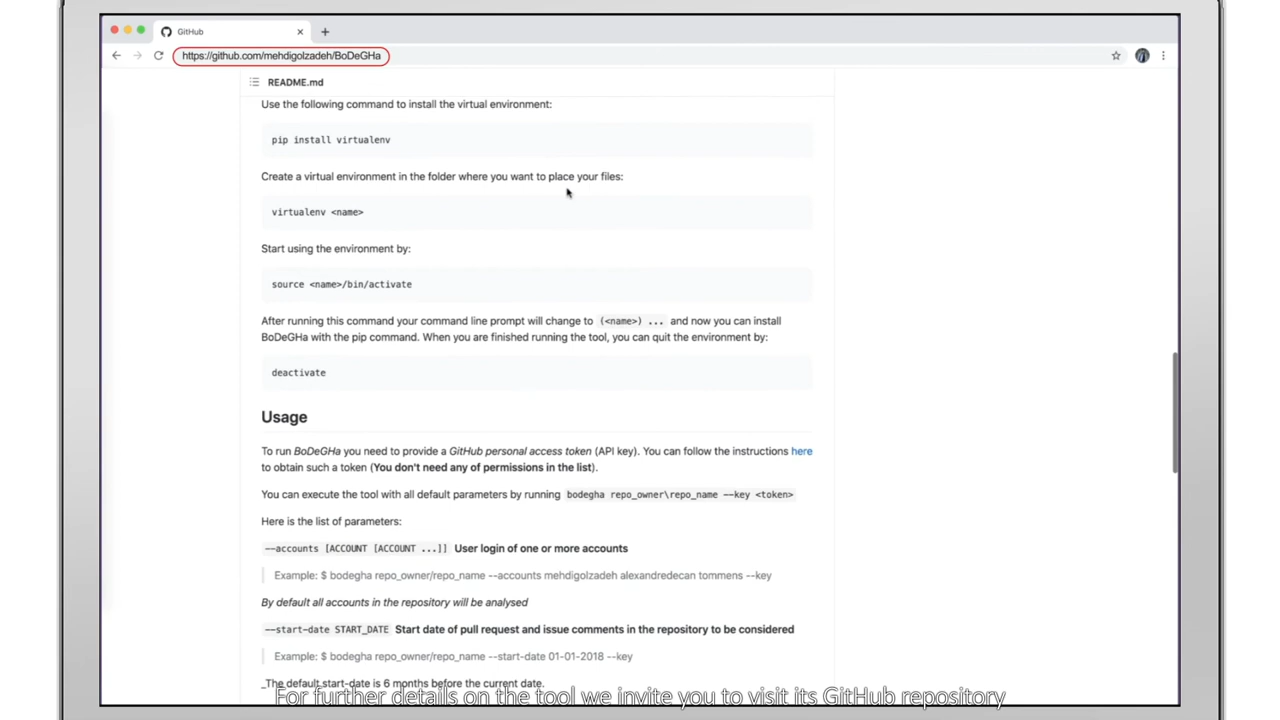 GitHub
https://github.com/mehdigolzadeh/BoDeGHa
README.md
Use the following command to install the virtual environment:
pip install virtualenv
Create a virtual environment in the folder where you want to place your files:
virtualenv <name>
Start using the environment by:
source <name>/bin/activate
After running this command your command line prompt will change to (<name>) ... and now you can install
BoDeGHa with the pip command. When you are finished running the tool, you can quit the environment by:
deactivate
Usage
To run BoDeGHa you need to provide a GitHub personal access token (API key). You can follow the instructions here
to obtain such a token (You don't need any of permissions in the list).
You can execute the tool with all default parameters by running bodegha repo_owner\repo_name --key <token>
Here is the list of parameters:
--accounts [ACCOUNT [ACCOUNT ...]] User login of one or more accounts
Example: $ bodegha repo_owner/repo_name --accounts mehdigolzadeh alexandredecan tommens --key
By default all accounts in the repository will be analysed
--start-date START_DATE Start date of pull request and issue comments in the repository to be considered
Example: $ bodegha repo_owner/repo_name --start-date 01-01-2018 --key
_The default start-date is 6 months before the current date.
For further details on the tool we invite you to visit its GitHub repository